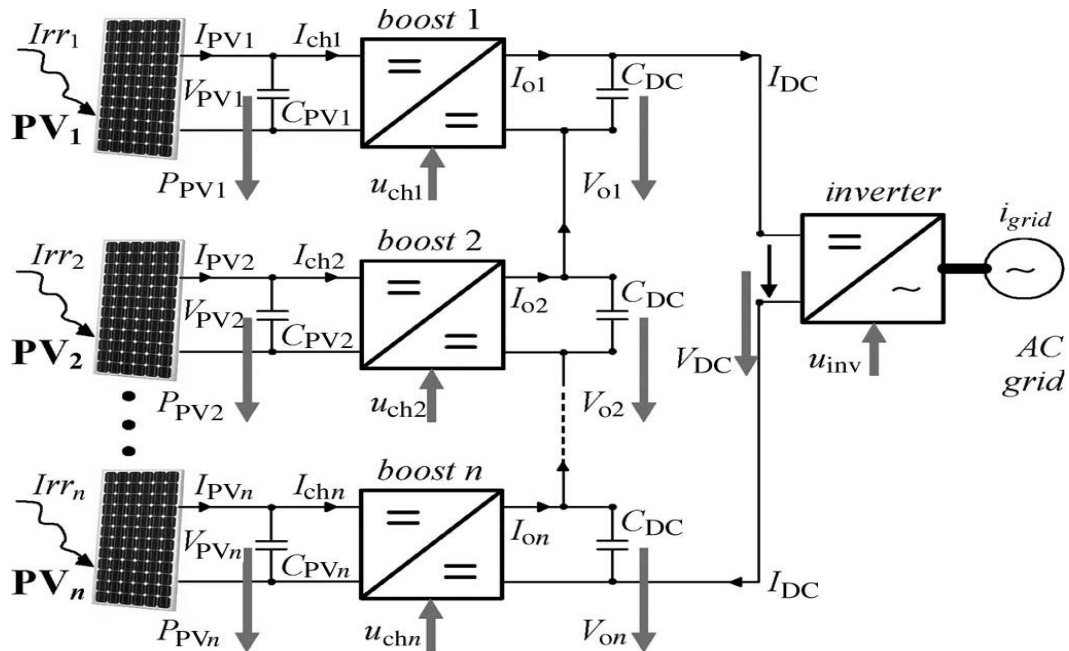 boost 1
Irr1
IPV1
Ich1
Io1
CDC
IDC
VPV1
CPV1
PV1
PPV1
uch1
Vo1
inverter
igrid
boost 2
Irr2
IPV2
Ich2
Io2
CDC
VPV2
CPV2
PV2
PPV2
uch2
Vo2
VDC
uinv
AC
grid
boost n
Irrn
IPVn
Ichn
Ion
CDC
VPVn
CPVn
PVn
PPVn
uchn
Von
IDC